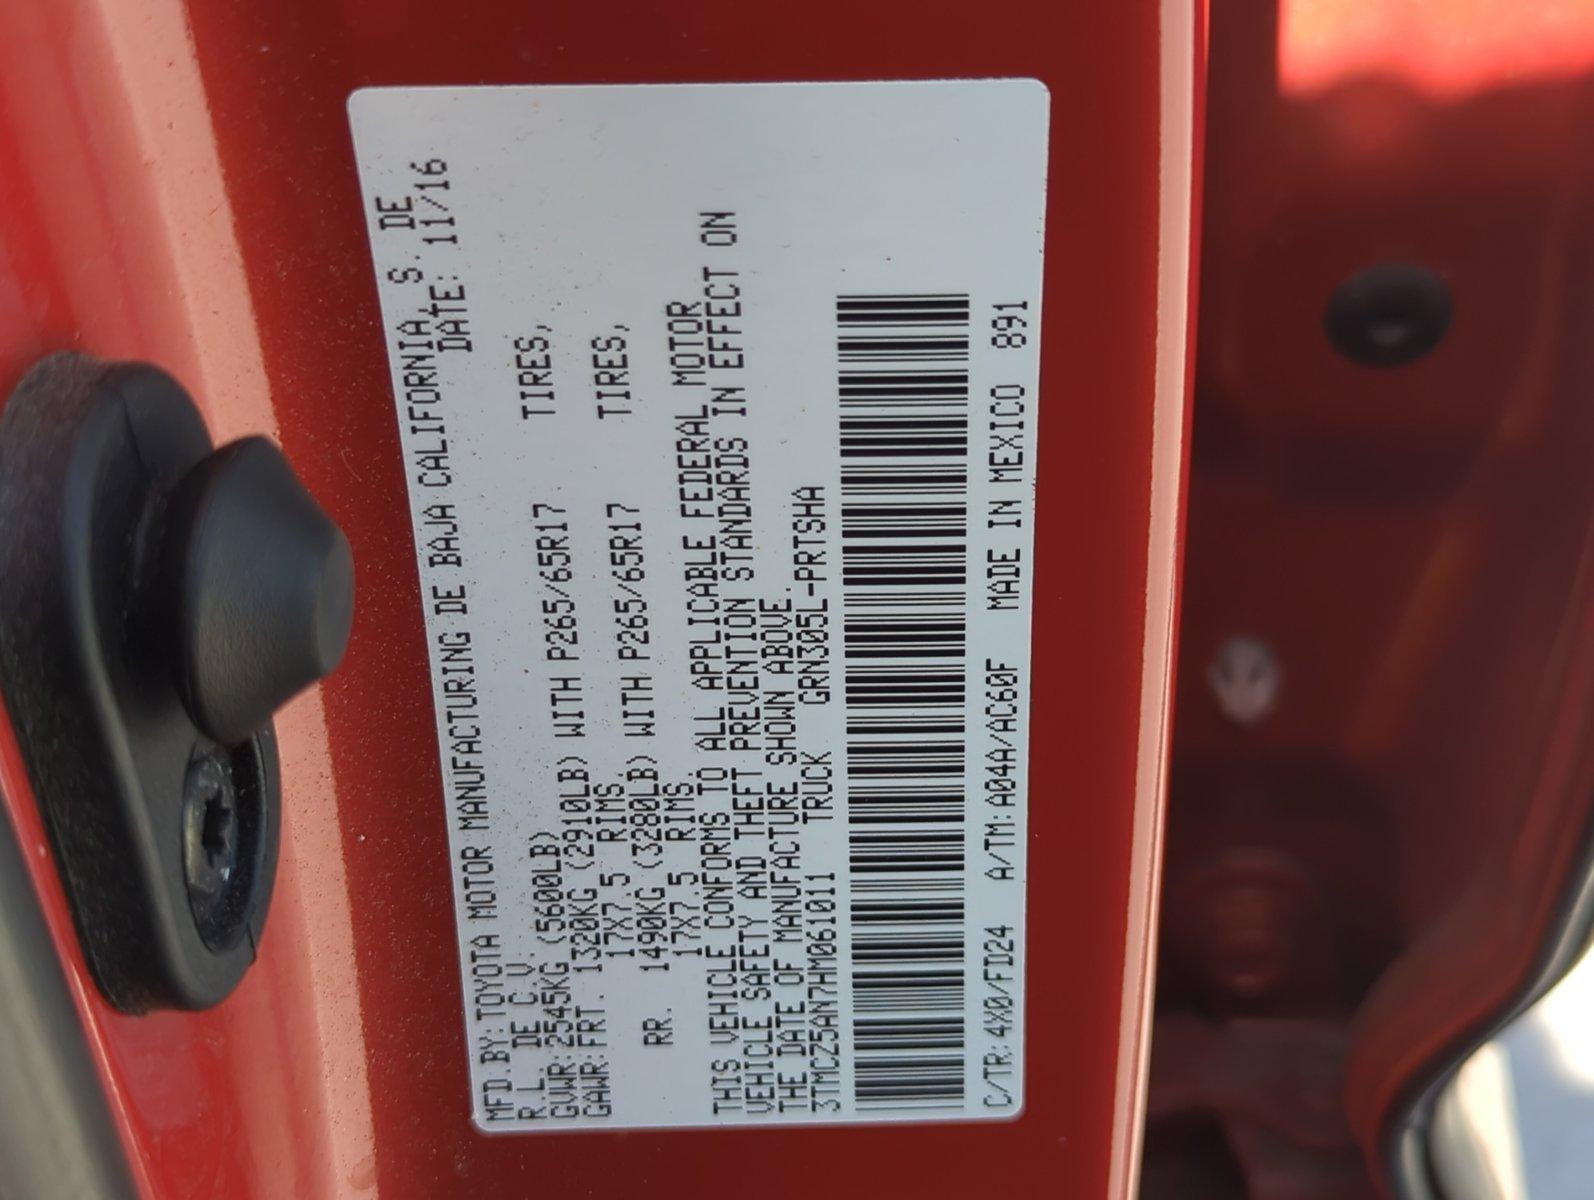 MFD.BY:TOYOTA MOTOR MANUFACTURING DE BAJA CALIFORNIA, S. DE
R.L. DE C.V. DATE: 11/16
GVWR:2545KG (5600LB)
GAWR:FRT. 1320KG (2910LB) WITH P265/65R17 TIRES,
17X7.5 RIMS,
RR. 1490KG (3280LB) WITH P265/65R17 TIRES,
17X7.5 RIMS.
THIS VEHICLE CONFORMS TO ALL APPLICABLE FEDERAL MOTOR
VEHICLE SAFETY AND THEFT PREVENTION STANDARDS IN EFFECT ON
THE DATE OF MANUFACTURE SHOWN ABOVE.
3TMCZ5AN7HM061011 TRUCK GRN305L-PRTSHA
C/TR:4X0/FD24 A/TM:A04A/AC60F MADE IN MEXICO 891